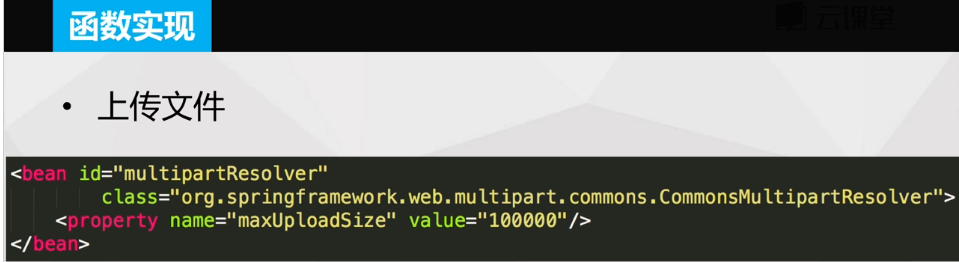 函数实现
云课堂
• 上传文件
<bean id="multipartResolver"
class="org.springframework.web.multipart.commons.CommonsMultipartResolver">
<property name="maxUploadSize" value="100000"/>
</bean>